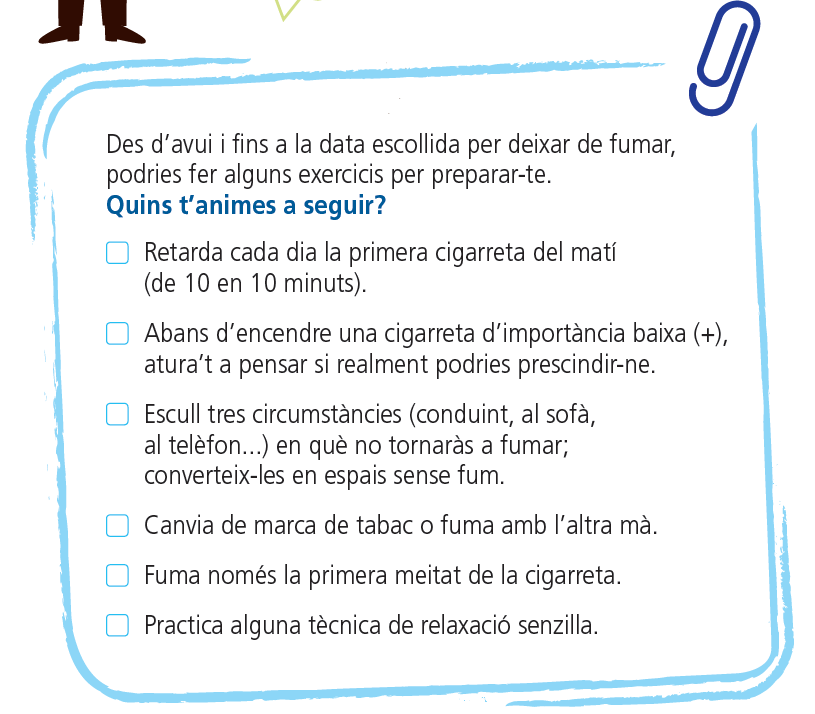 Des d’avui i fins a la data escollida per deixar de fumar,
podries fer alguns exercicis per preparar-te.
Quins t’animes a seguir?
Retarda cada dia la primera cigarreta del matí
(de 10 en 10 minuts).
Abans d’encendre una cigarreta d’importància baixa (+),
atura’t a pensar si realment podries prescindir-ne.
Escull tres circumstàncies (conduint, al sofà,
al telèfon...) en què no tornaràs a fumar;
converteix-les en espais sense fum.
Canvia de marca de tabac o fuma amb l’altra mà.
Fuma només la primera meitat de la cigarreta.
Practica alguna tècnica de relaxació senzilla.